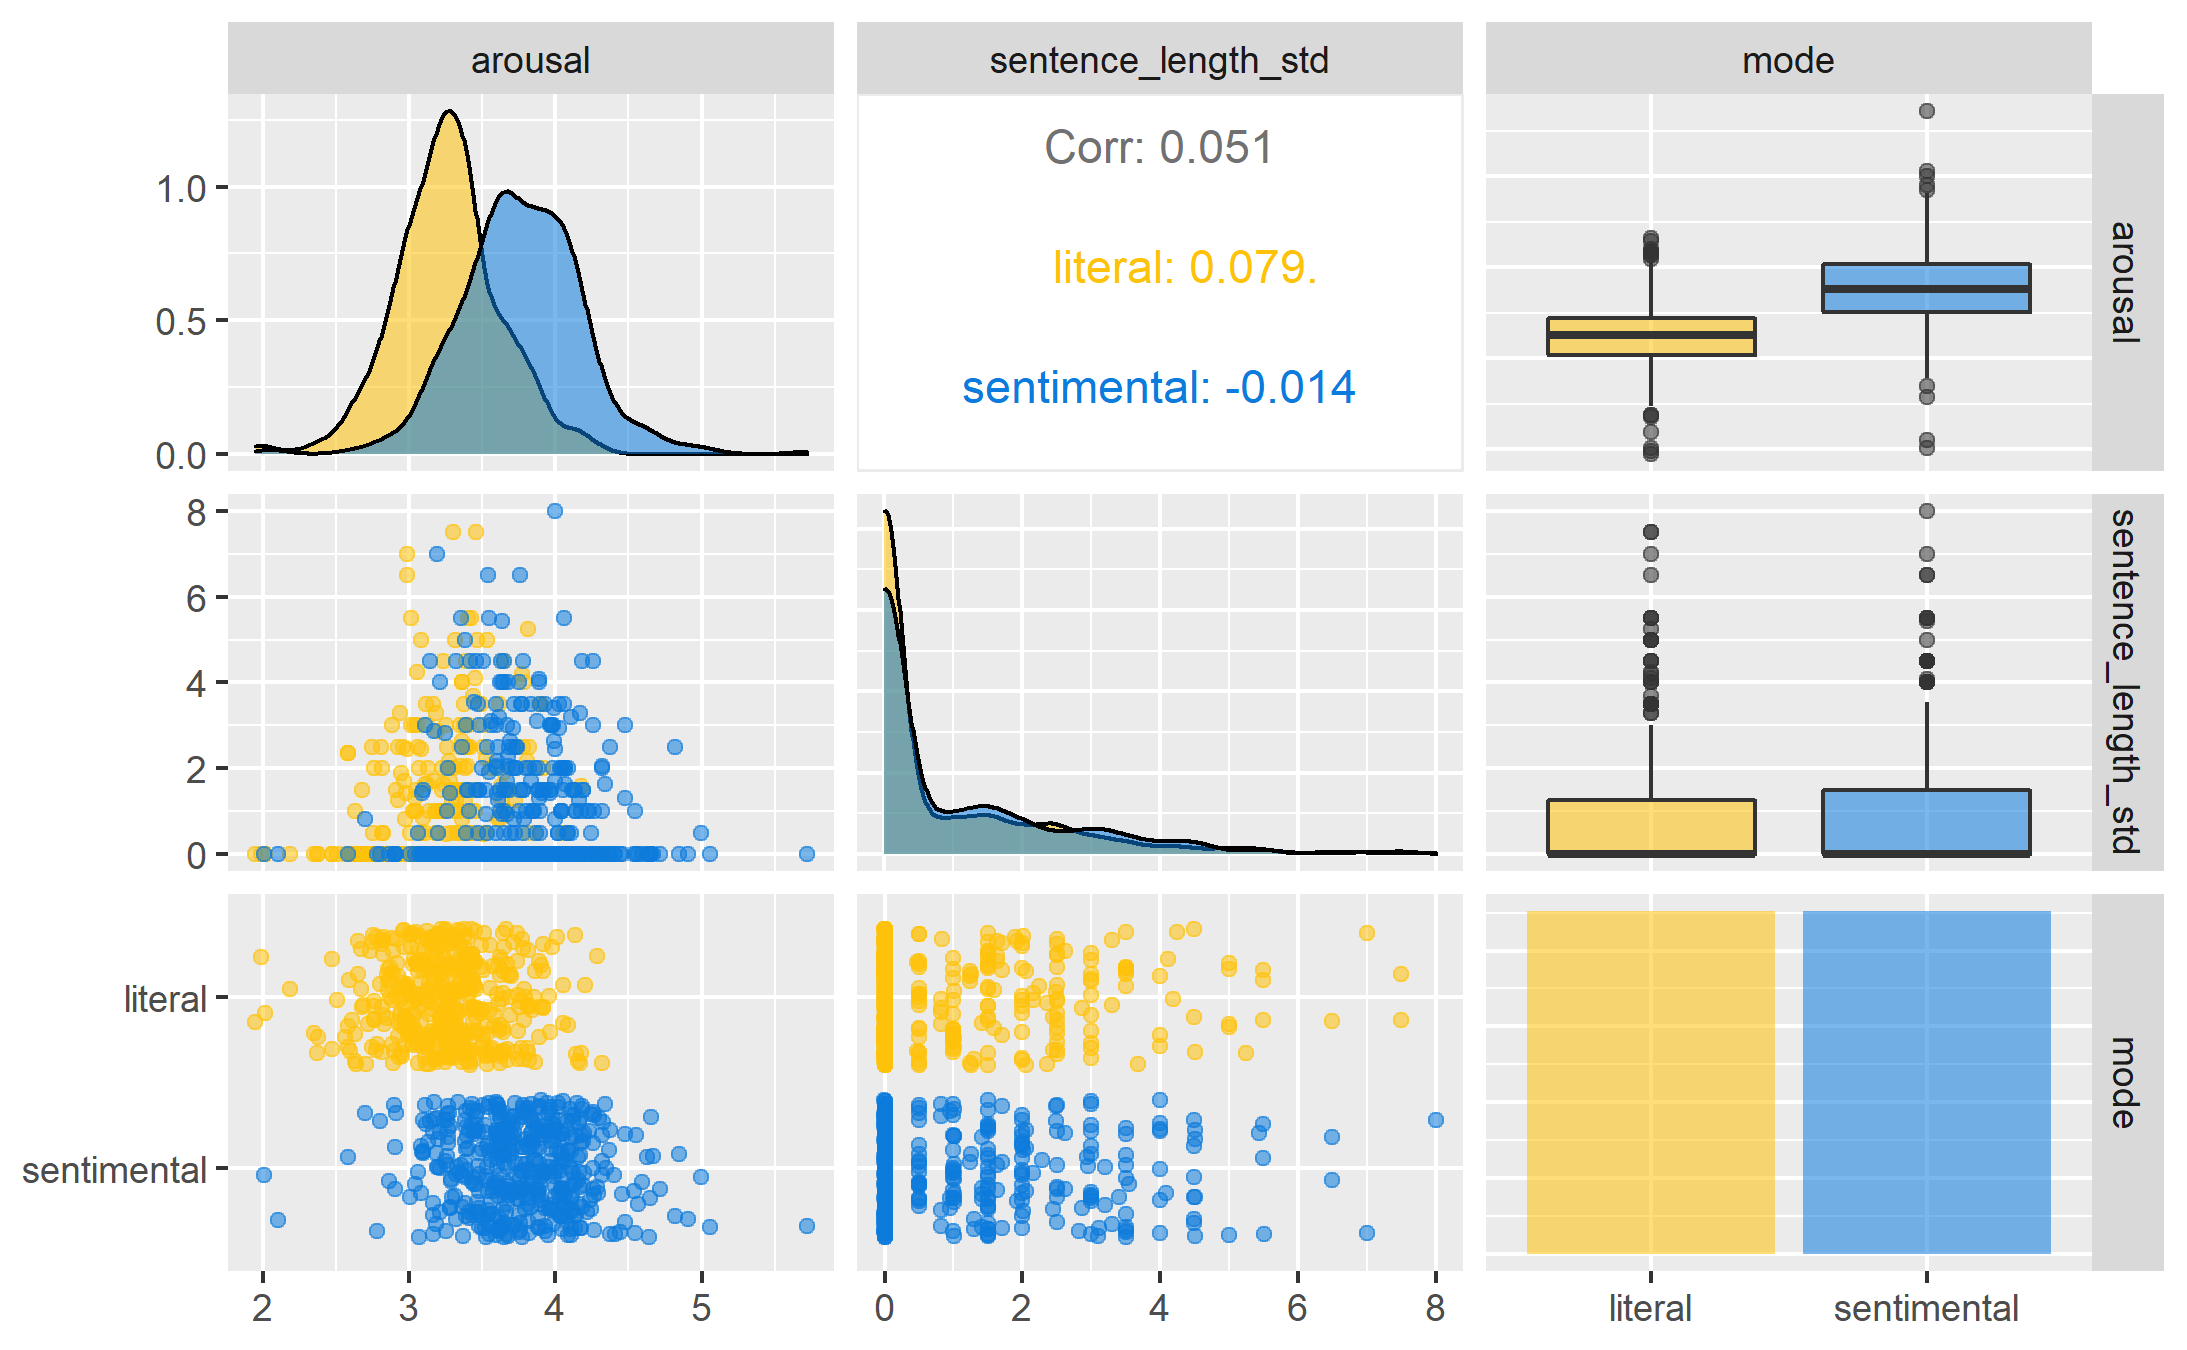 arousal sentence_length_std mode
Corr: 0.051
literal: 0.079.
sentimental: -0.014
1.0
0.5
0.0
arousal
8
6
4
2
0
sentence_length_std
literal
sentimental
mode
2 3 4 5 0 2 4 6 8 literal sentimental